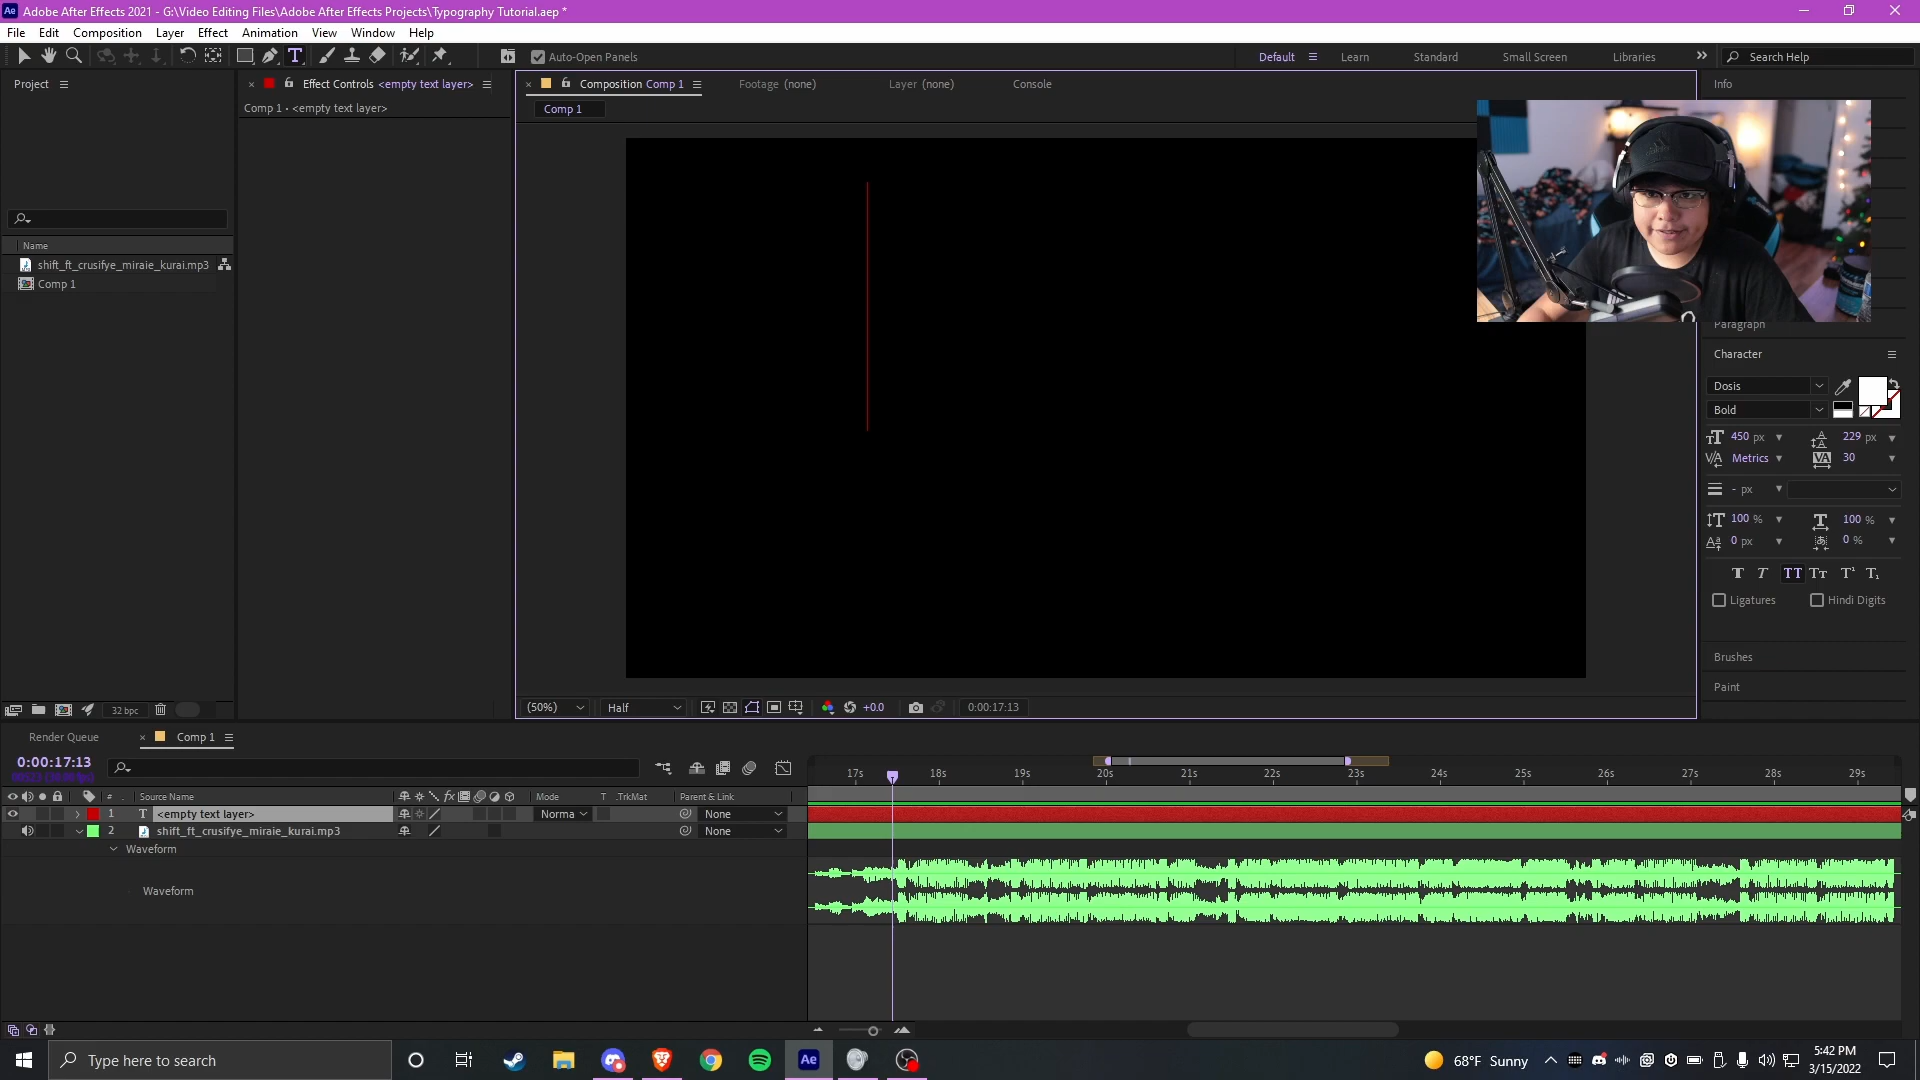 Adobe After Effects 2021 - G:\Video Editing Files\Adobe After Effects Projects\Typography Tutorial.aep *
File Edit Composition Layer Effect Animation View Window Help
Auto-Open Panels
Default Learn Standard Small Screen Libraries Search Help
Project
Effect Controls <empty text layer>
Composition Comp 1
Footage (none)
Layer (none)
Console
Info
Comp 1 • <empty text layer>
Comp 1
Name
shift_ft_crusifye_miraie_kurai.mp3
Comp 1
Paragraph
Character
Dosis
Bold
450 px 229 px
Metrics 30
- px
100 % 100 %
0 px 0 %
T T TT Tt T¹ T₁
Ligatures Hindi Digits
Brushes
Paint
32 bpc
(50%) Half +0.0 0:00:17:13
Render Queue Comp 1
0:00:17:13
17s 18s 19s 20s 21s 22s 23s 24s 25s 26s 27s 28s 29s
# Source Name Mode T .TrkMat Parent & Link
1 T <empty text layer> Norma None
2 shift_ft_crusifye_miraie_kurai.mp3 None
Waveform
Waveform
Type here to search
Ae
68°F Sunny
5:42 PM
3/15/2022